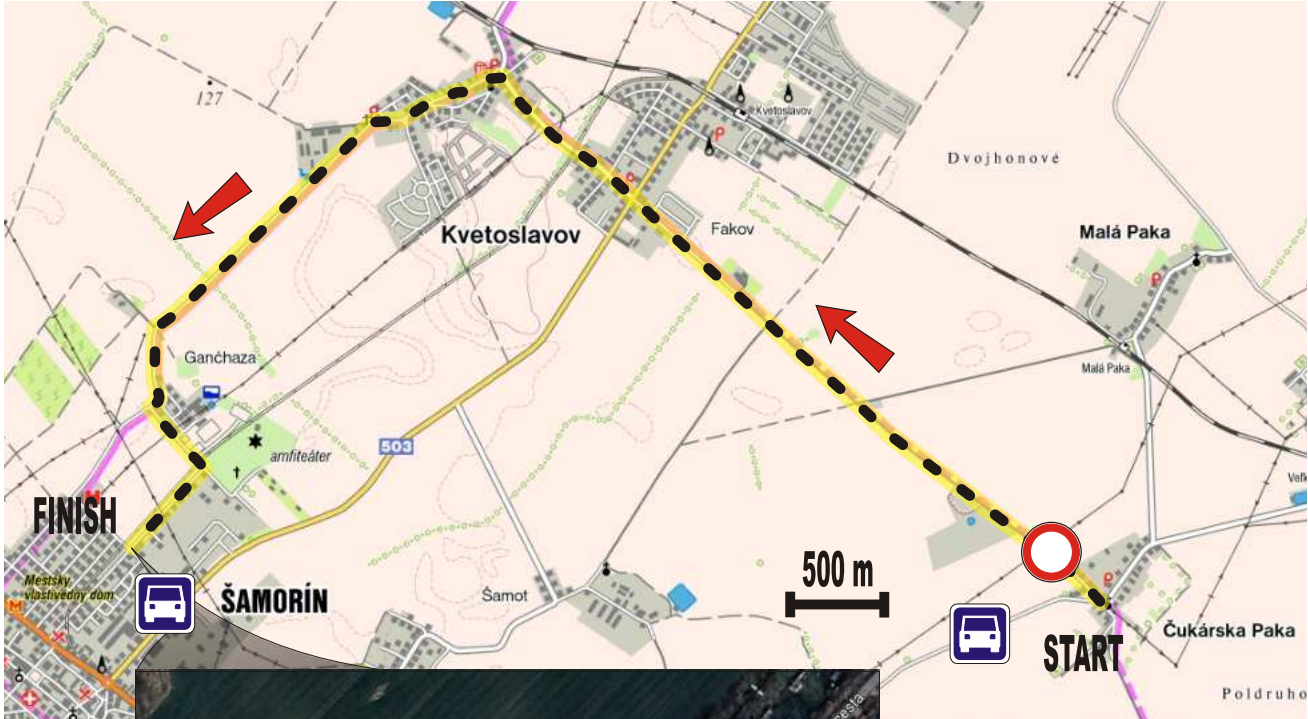 127
Kvetoslavov
Dvojhonové
Malá Paka
Kvetoslavov
Fakov
Malá Paka
Gančhaza
503
amfiteáter
FINISH
500 m
Mestský
vlastivedný dom
ŠAMORÍN
Šamot
START
Čukárska Paka
Poldruho
cesta